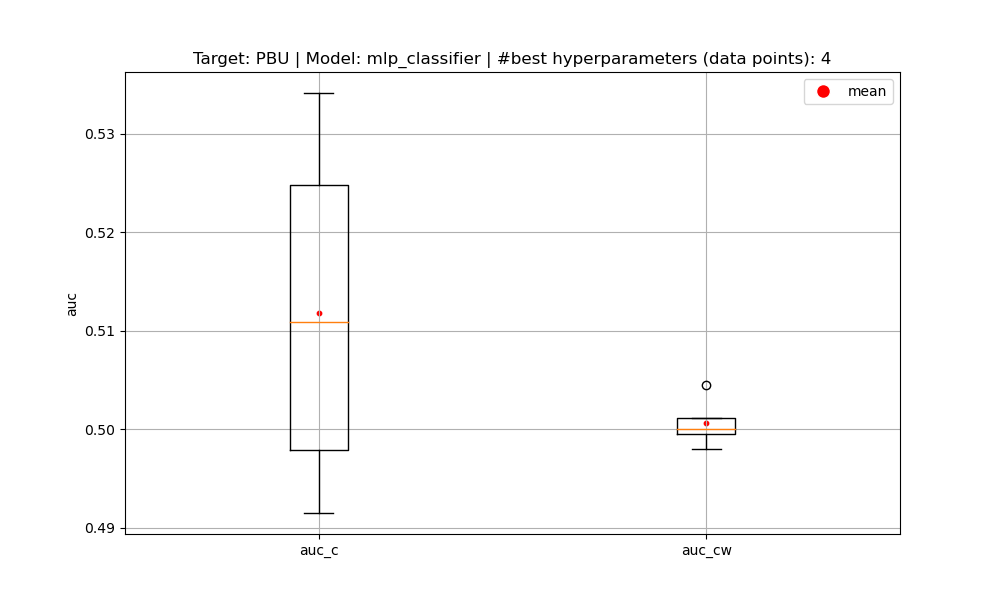 Target: PBU | Model: mlp_classifier | #best hyperparameters (data points): 4
mean
0.53
0.52
0.51
0.50
0.49
auc
auc_c
auc_cw